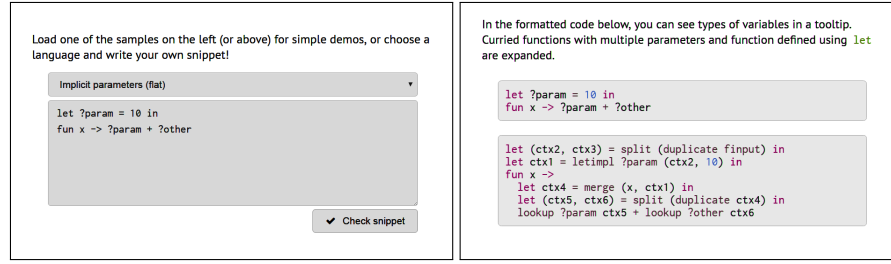 Load one of the samples on the left (or above) for simple demos, or choose a
language and write your own snippet!
Implicit parameters (flat)
let ?param = 10 in
fun x -> ?param + ?other
Check snippet
In the formatted code below, you can see types of variables in a tooltip.
Curried functions with multiple parameters and function defined using let
are expanded.
let ?param = 10 in
fun x -> ?param + ?other
let (ctx2, ctx3) = split (duplicate finput) in
let ctx1 = letimpl ?param (ctx2, 10) in
fun x ->
  let ctx4 = merge (x, ctx1) in
  let (ctx5, ctx6) = split (duplicate ctx4) in
  lookup ?param ctx5 + lookup ?other ctx6